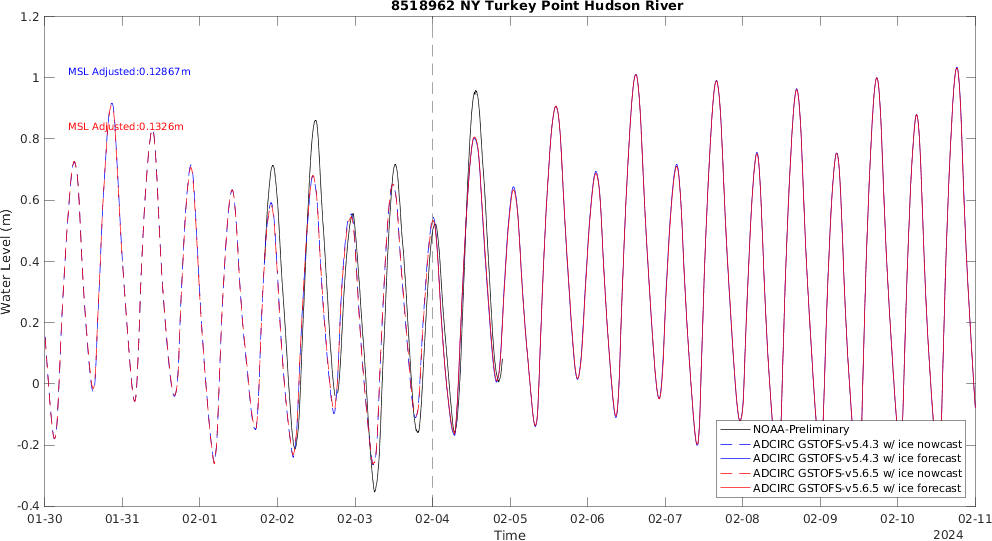 8518962 NY Turkey Point Hudson River
MSL Adjusted:0.12867m
MSL Adjusted:0.1326m
Water Level (m)
1.2
1
0.8
0.6
0.4
0.2
0
-0.2
-0.4
NOAA-Preliminary
ADCIRC GSTOFS-v5.4.3 w/ ice nowcast
ADCIRC GSTOFS-v5.4.3 w/ ice forecast
ADCIRC GSTOFS-v5.6.5 w/ ice nowcast
ADCIRC GSTOFS-v5.6.5 w/ ice forecast
01-30 01-31 02-01 02-02 02-03 02-04 02-05 02-06 02-07 02-08 02-09 02-10 02-11
Time
2024